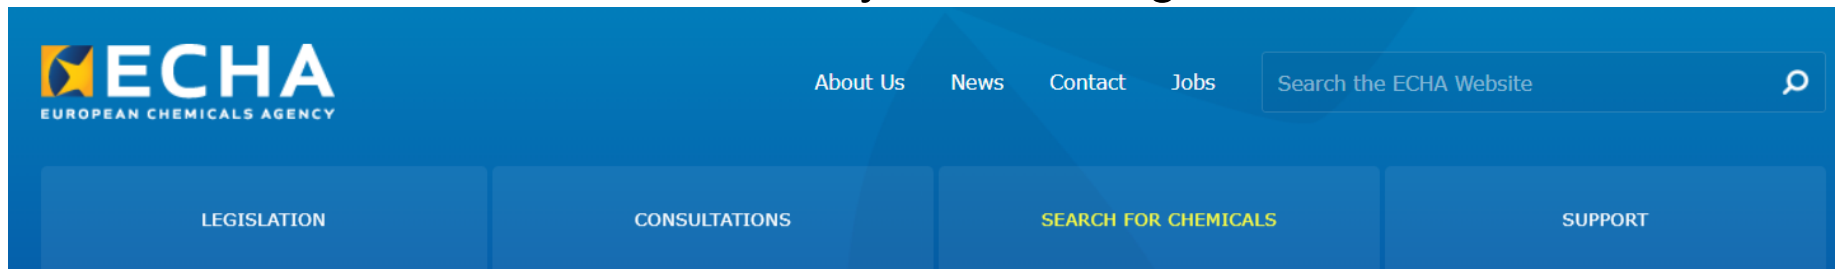 ECHA
EUROPEAN CHEMICALS AGENCY
About Us News Contact Jobs Search the ECHA Website
LEGISLATION CONSULTATIONS SEARCH FOR CHEMICALS SUPPORT